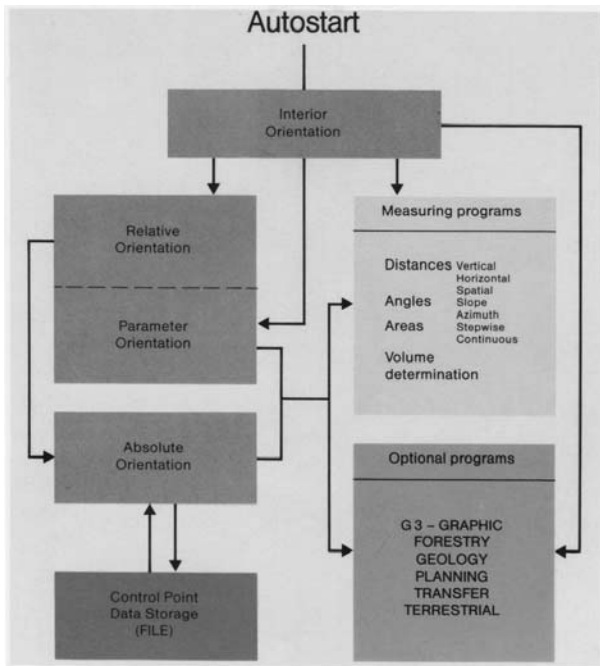 Autostart
Interior
Orientation
Relative
Orientation
Parameter
Orientation
Absolute
Orientation
Control Point
Data Storage
(FILE)
Measuring programs
Distances Vertical
Horizontal
Spatial
Angles Slope
Azimuth
Areas Stepwise
Continuous
Volume
determination
Optional programs
G3 – GRAPHIC
FORESTRY
GEOLOGY
PLANNING
TRANSFER
TERRESTRIAL